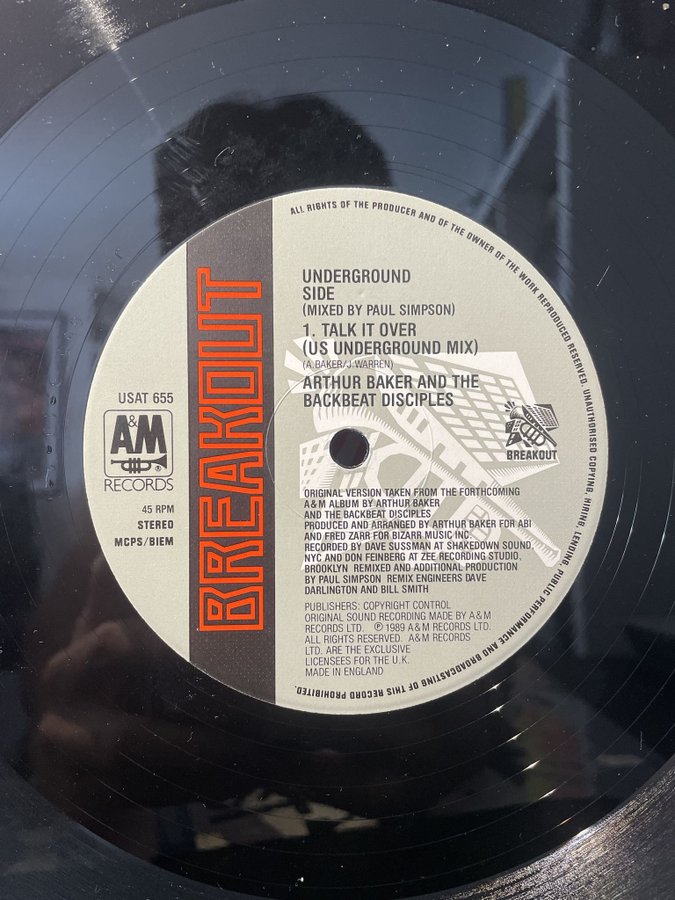 ALL RIGHTS OF THE PRODUCER AND OF THE OWNER OF THE WORK REPRODUCED RESERVED. UNAUTHORISED COPYING, HIRING, LENDING, PUBLIC PERFORMANCE AND BROADCASTING OF THIS RECORD PROHIBITED.
BREAKOUT
USAT 655
A&M
RECORDS
45 RPM
STEREO
MCPS/BIEM
UNDERGROUND
SIDE
(MIXED BY PAUL SIMPSON)
1. TALK IT OVER
(US UNDERGROUND MIX)
(A.BAKER/J.WARREN)
ARTHUR BAKER AND THE
BACKBEAT DISCIPLES
BREAKOUT
ORIGINAL VERSION TAKEN FROM THE FORTHCOMING
A&M ALBUM BY ARTHUR BAKER
AND THE BACKBEAT DISCIPLES
PRODUCED AND ARRANGED BY ARTHUR BAKER FOR ABI
AND FRED ZARR FOR BIZARR MUSIC INC
RECORDED BY DAVE SUSSMAN AT SHAKEDOWN SOUND,
NYC AND DON FEINBERG AT ZEE RECORDING STUDIO,
BROOKLYN REMIXED AND ADDITIONAL PRODUCTION
BY PAUL SIMPSON REMIX ENGINEERS DAVE
DARLINGTON AND BILL SMITH
PUBLISHERS: COPYRIGHT CONTROL
ORIGINAL SOUND RECORDING MADE BY A&M
RECORDS LTD. ℗ 1989 A&M RECORDS LTD.
ALL RIGHTS RESERVED. A&M RECORDS
LTD. ARE THE EXCLUSIVE
LICENSEES FOR THE U.K.
MADE IN ENGLAND